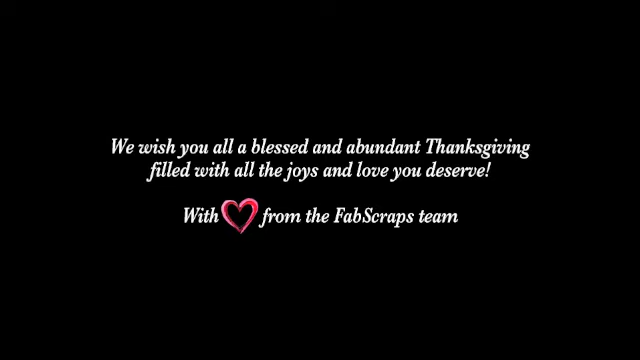 We wish you all a blessed and abundant Thanksgiving
filled with all the joys and love you deserve!
With from the FabScraps team